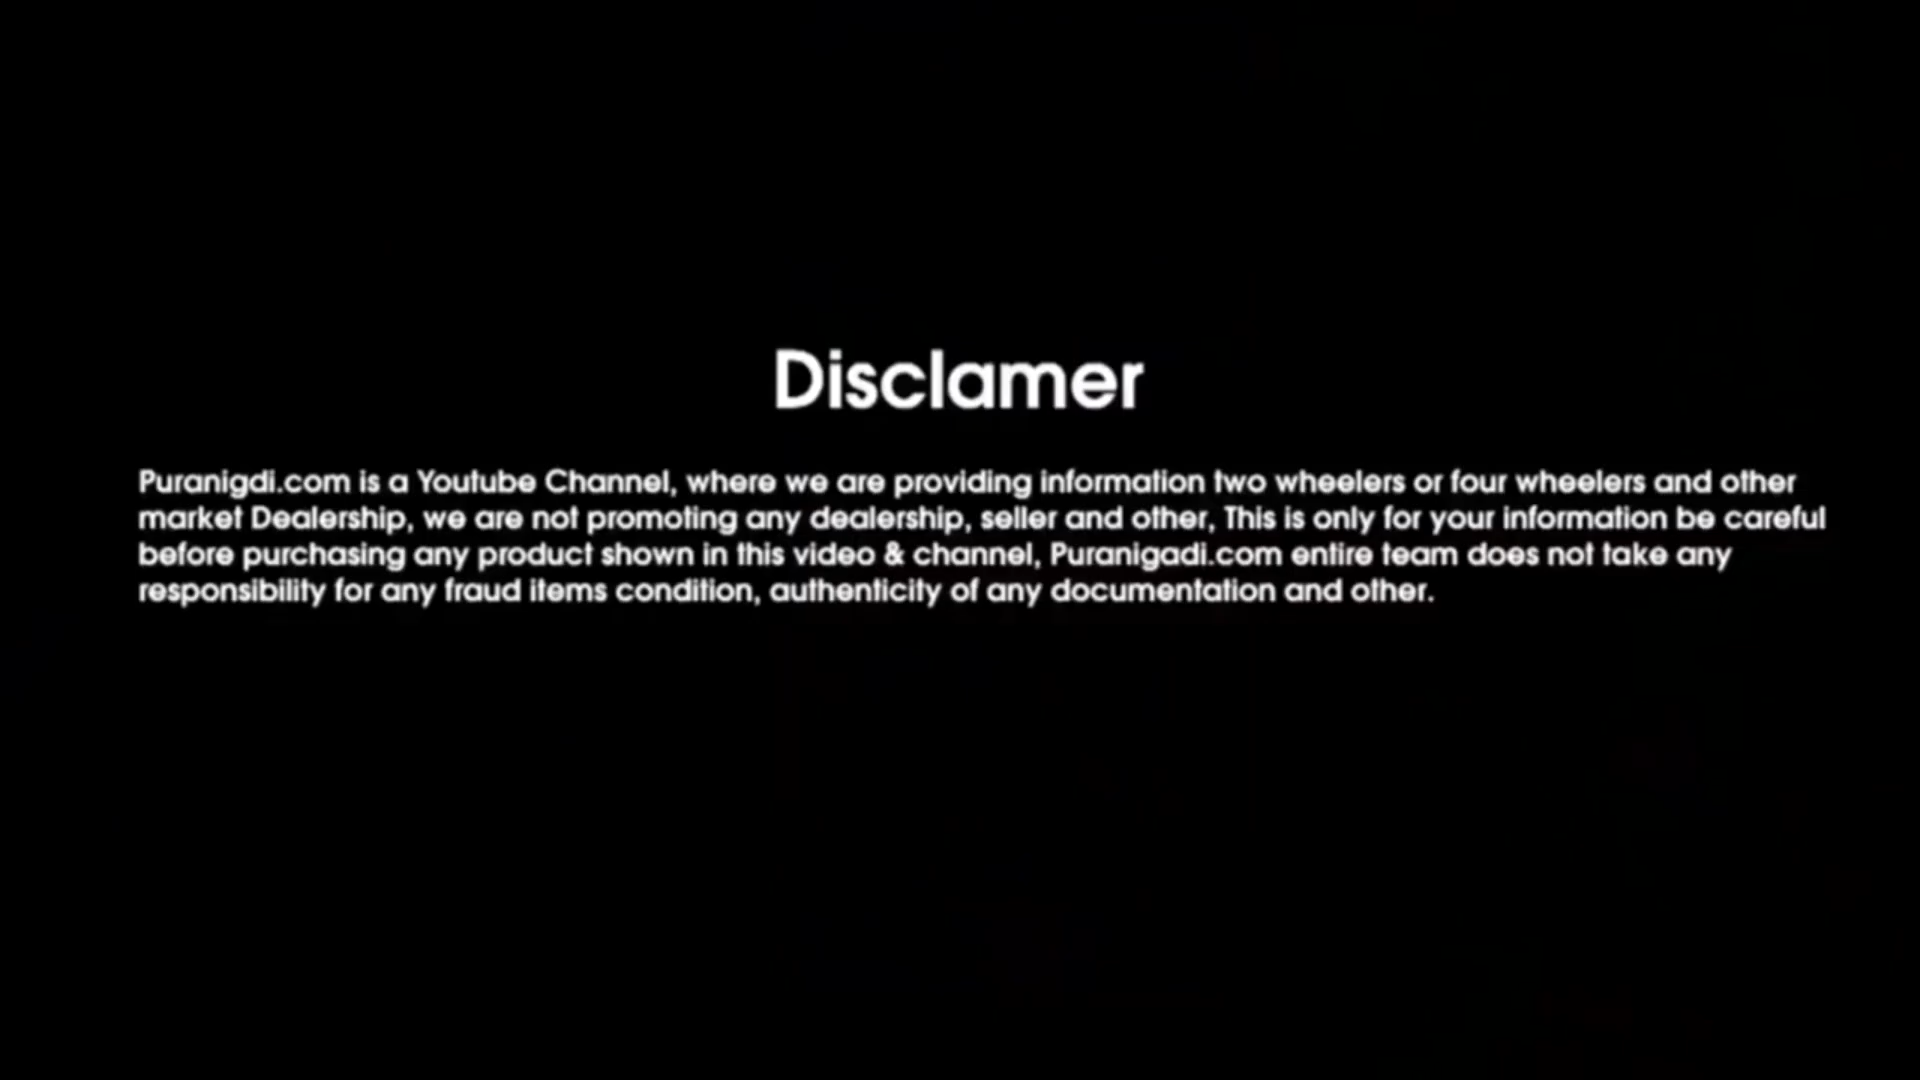 Disclamer
Puranigdi.com is a Youtube Channel, where we are providing information two wheelers or four wheelers and other
market Dealership, we are not promoting any dealership, seller and other, This is only for your information be careful
before purchasing any product shown in this video & channel, Puranigadi.com entire team does not take any
responsibility for any fraud items condition, authenticity of any documentation and other.